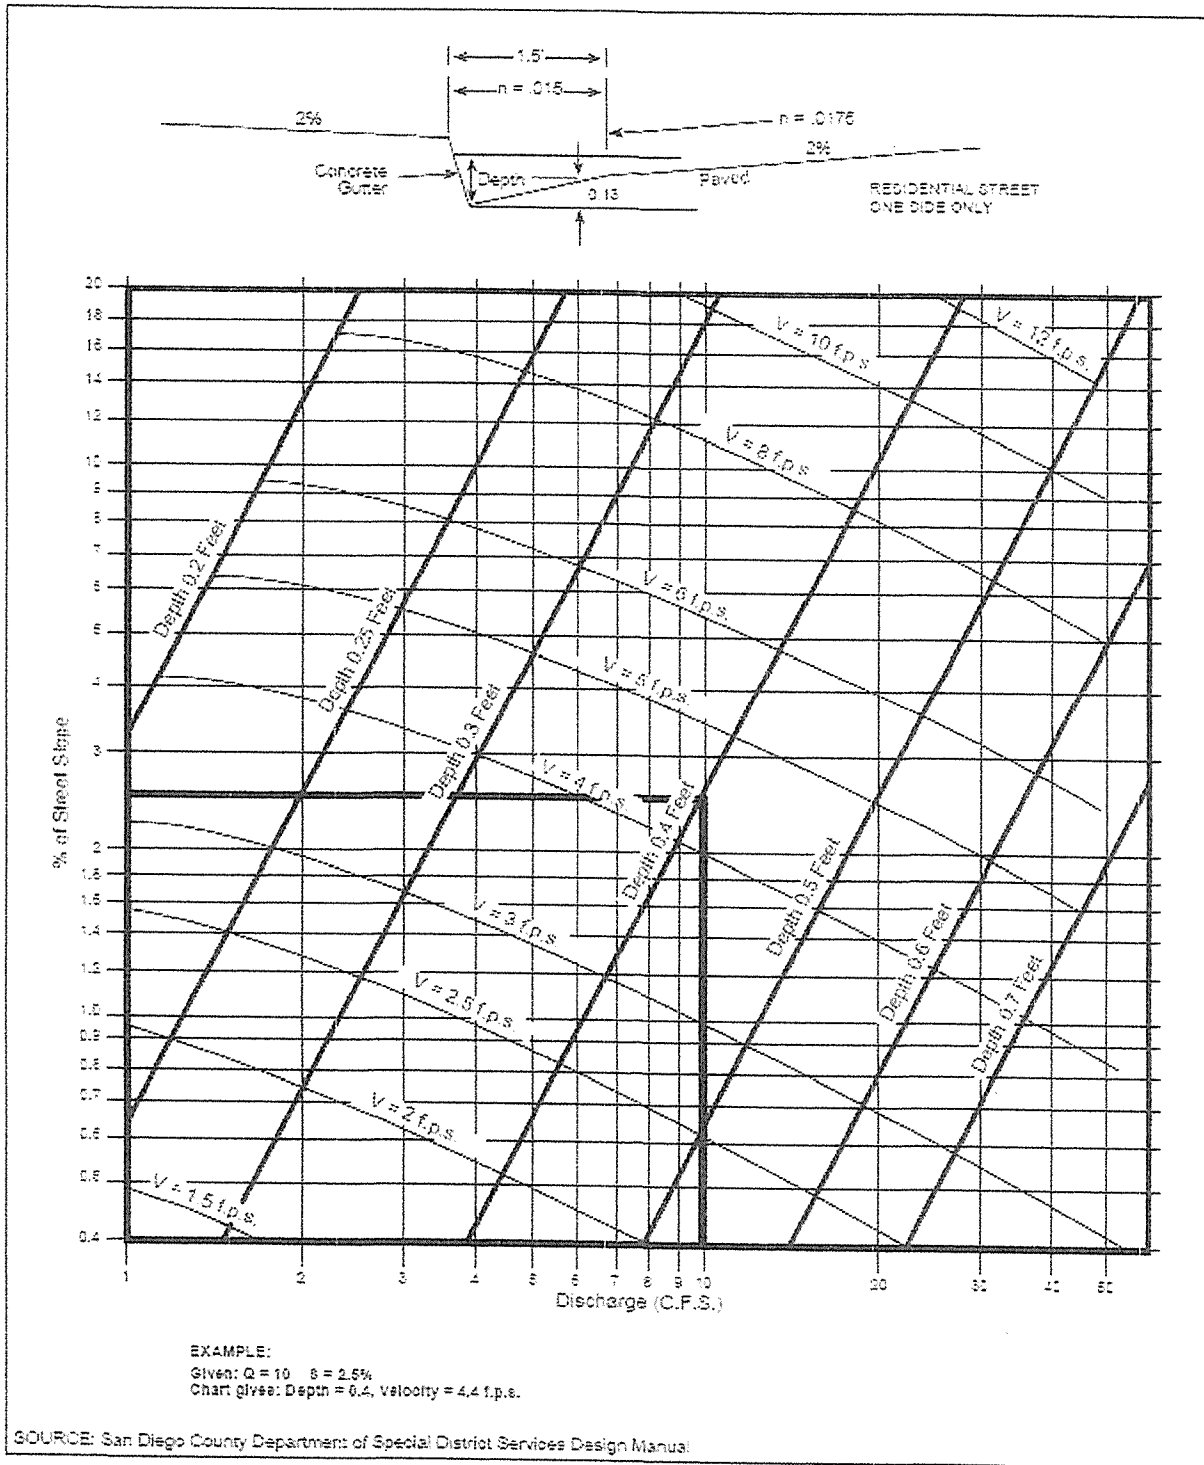 1.5'
n = .015
2%
n = .0175
2%
Concrete
Gutter
Depth
0.13
Paved
RESIDENTIAL STREET
ONE SIDE ONLY
% of Street Slope
20
18
16
14
12
10
9
8
7
6
5
4
3
2
1.8
1.6
1.4
1.2
1.0
0.9
0.8
0.7
0.6
0.5
0.4
V = 12 f.p.s.
V = 10 f.p.s
V = 8 f.p.s
V = 6 f.p.s.
V = 5 f.p.s.
V = 4 f.p.s.
V = 3 f.p.s
V = 2.5 f.p.s.
V = 2 f.p.s.
V = 1.5 f.p.s.
Depth 0.2 Feet
Depth 0.25 Feet
Depth 0.3 Feet
Depth 0.4 Feet
Depth 0.5 Feet
Depth 0.6 Feet
Depth 0.7 Feet
1 2 3 4 5 6 7 8 9 10 20 30 40 50
Discharge (C.F.S.)
EXAMPLE:
Given: Q = 10 S = 2.5%
Chart gives: Depth = 0.4, Velocity = 4.4 f.p.s.
SOURCE: San Diego County Department of Special District Services Design Manual